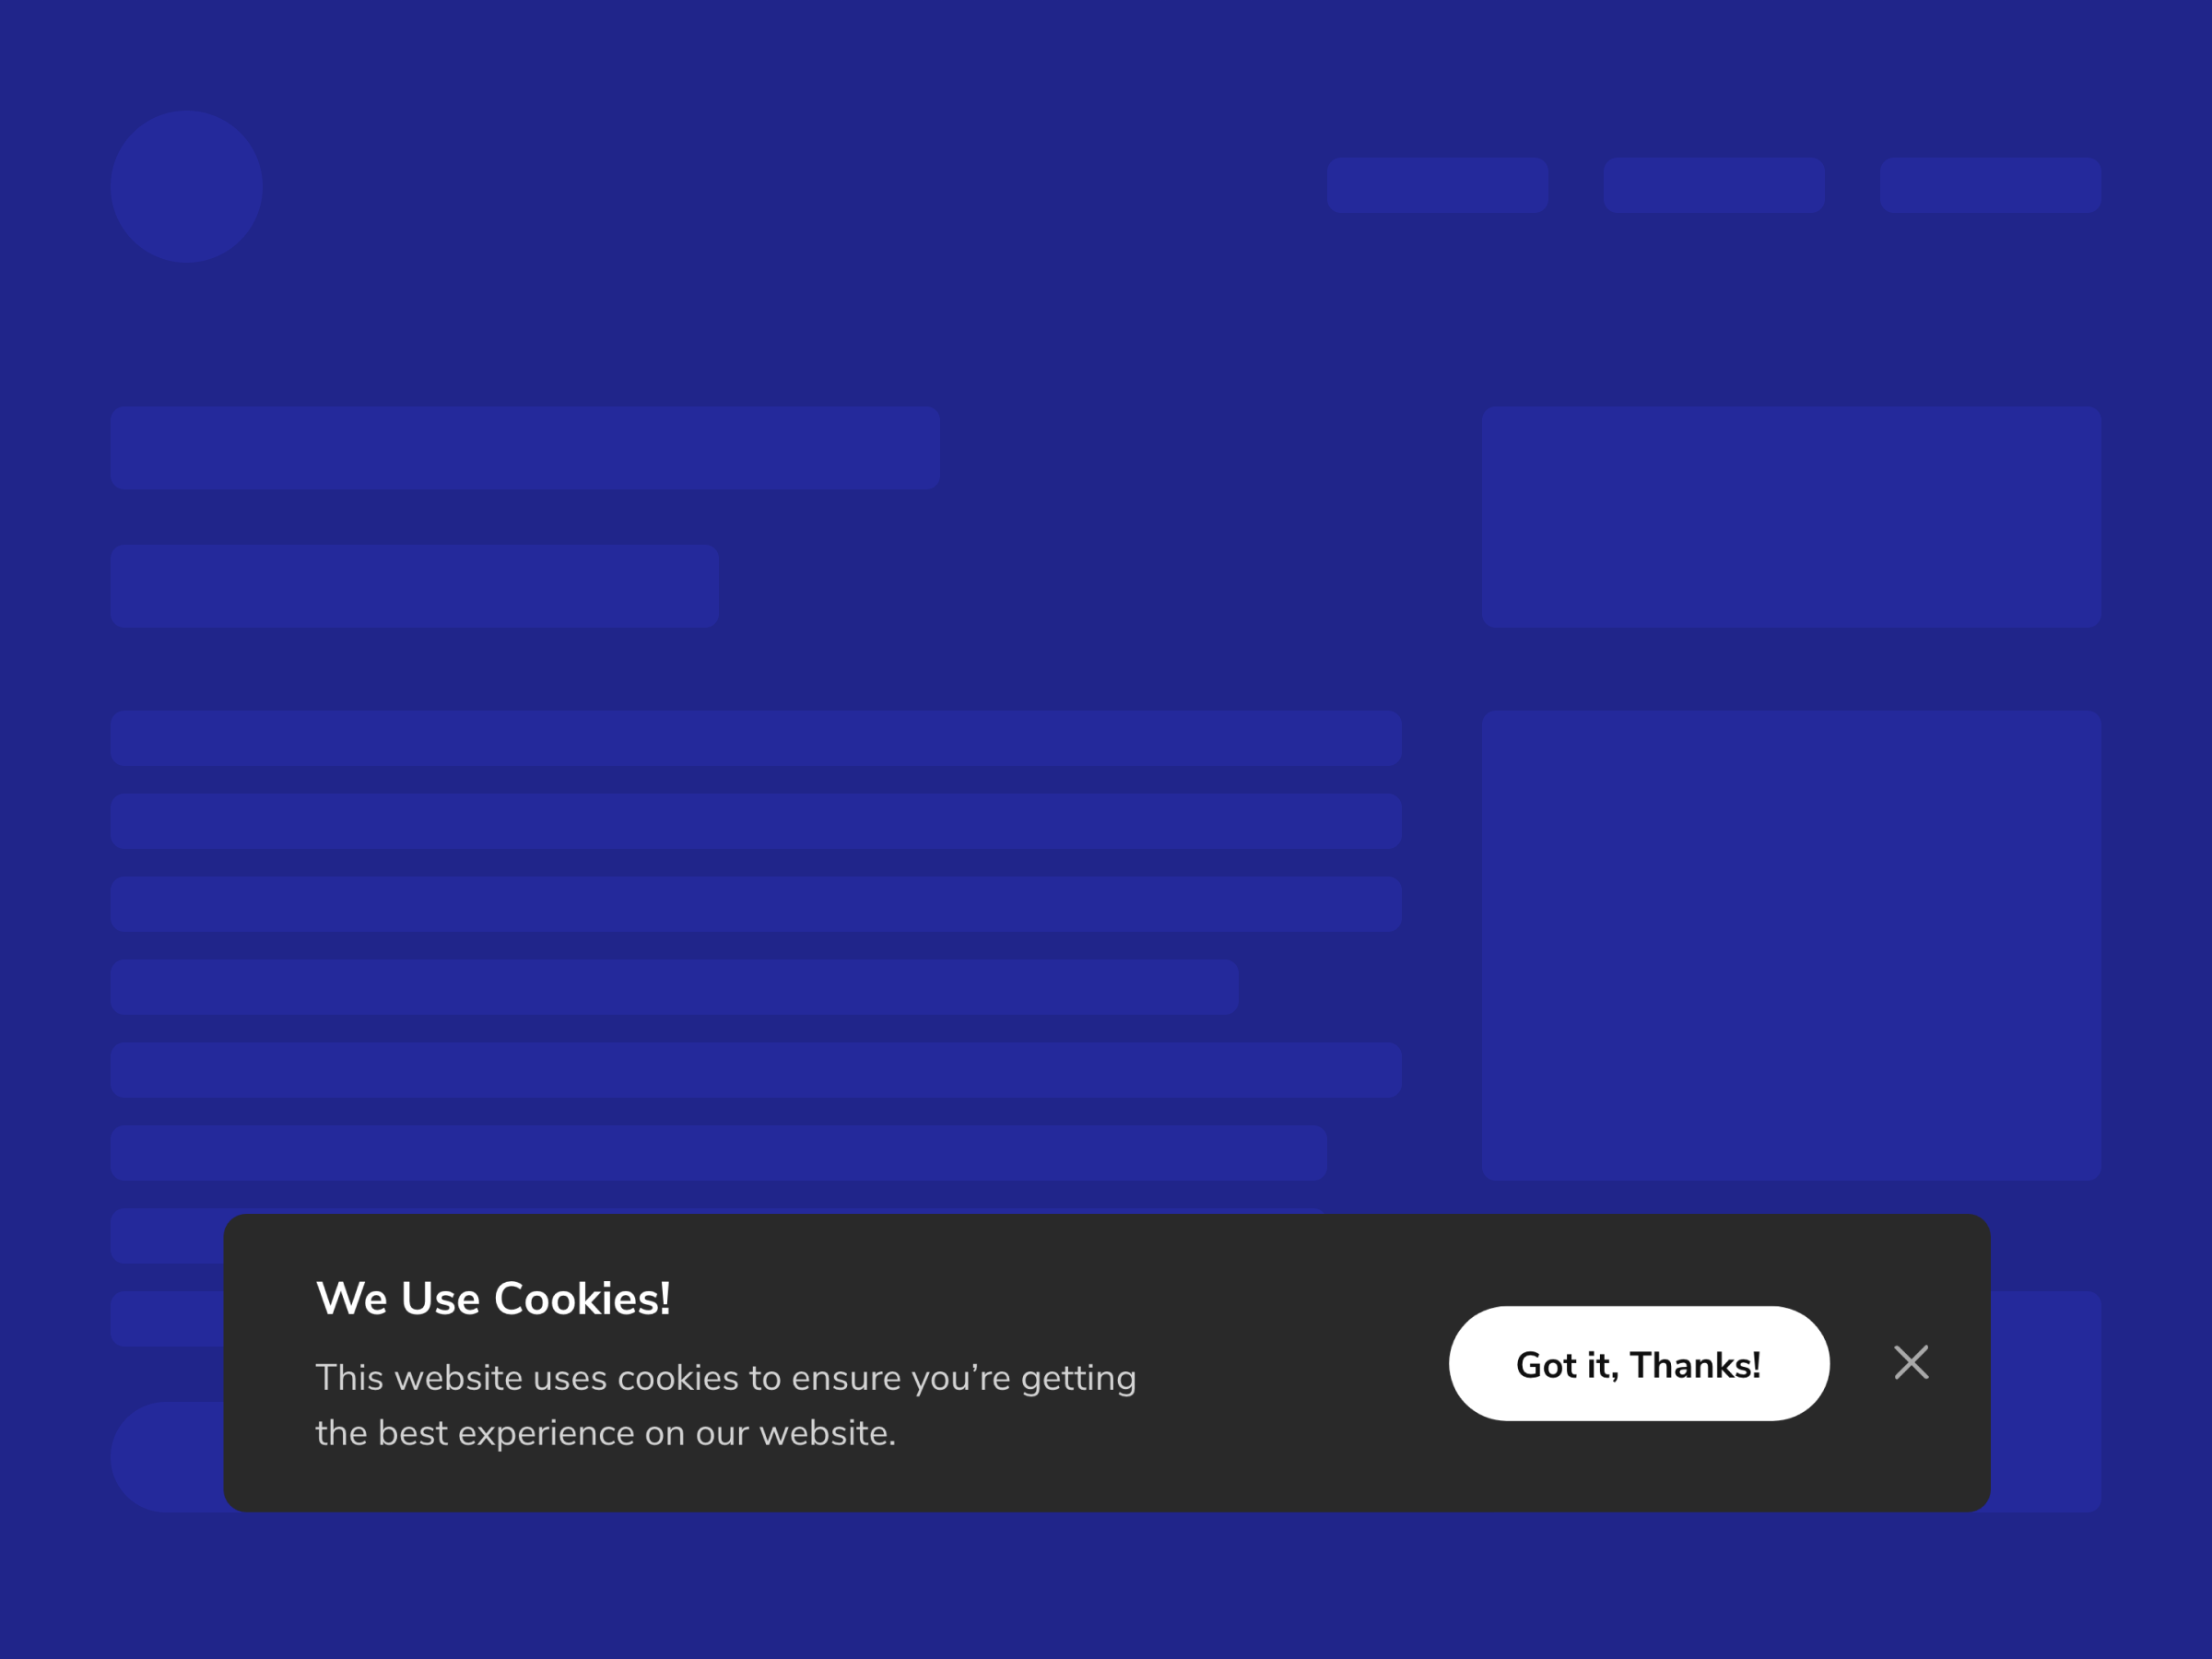 We Use Cookies!
This website uses cookies to ensure you’re getting
the best experience on our website.
Got it, Thanks!